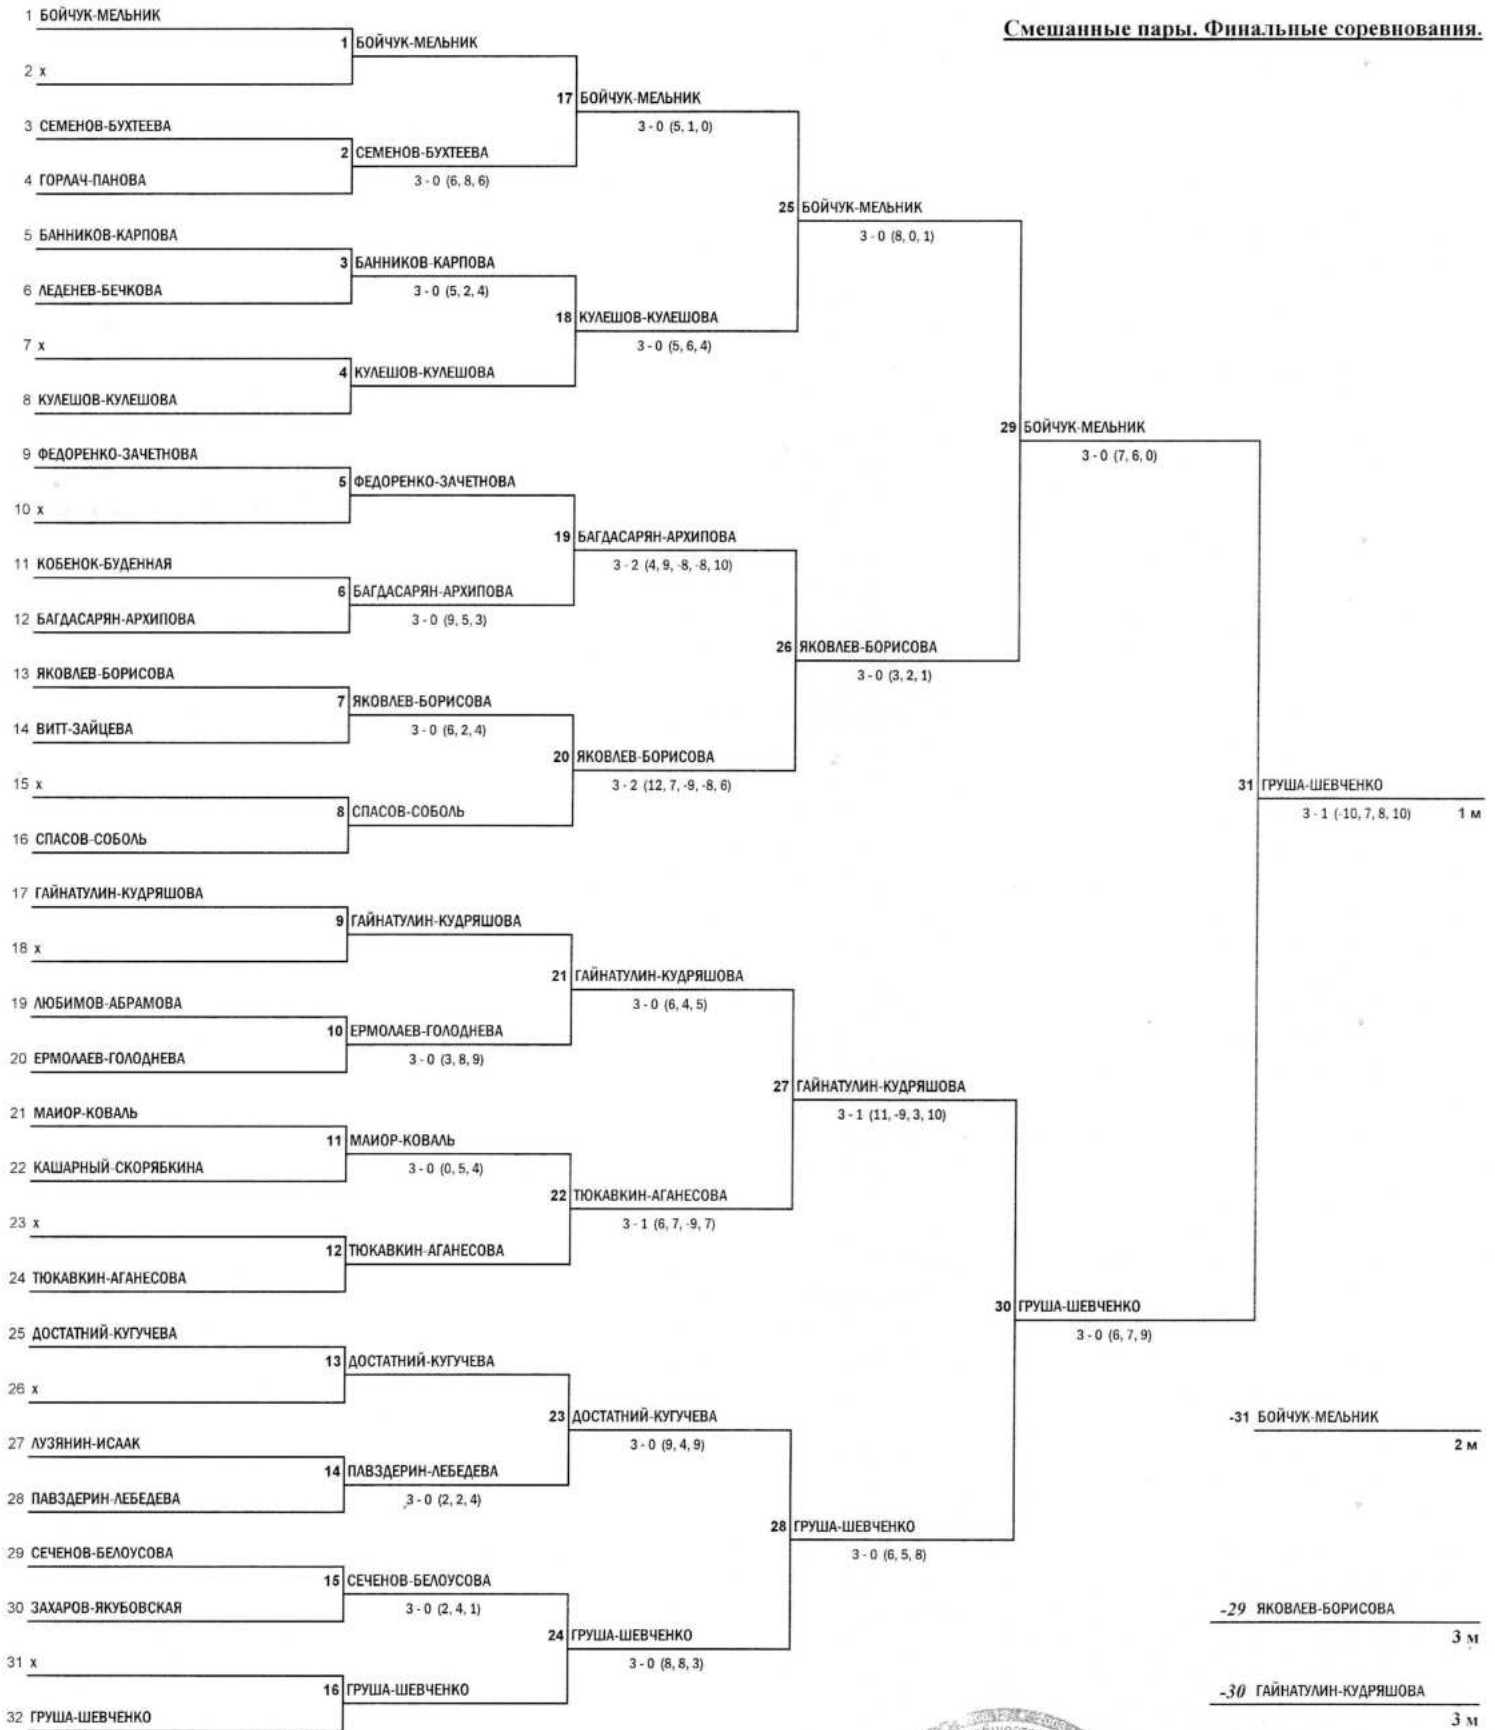 Смешанные пары. Финальные соревнования.
1 БОЙЧУК-МЕЛЬНИК
1 БОЙЧУК-МЕЛЬНИК
2 х
17 БОЙЧУК-МЕЛЬНИК
3 - 0 (5, 1, 0)
3 СЕМЕНОВ-БУХТЕЕВА
2 СЕМЕНОВ-БУХТЕЕВА
3 - 0 (6, 8, 6)
4 ГОРЛАЧ-ПАНОВА
25 БОЙЧУК-МЕЛЬНИК
3 - 0 (8, 0, 1)
5 БАННИКОВ-КАРПОВА
3 БАННИКОВ-КАРПОВА
3 - 0 (5, 2, 4)
6 ЛЕДЕНЕВ-БЕЧКОВА
18 КУЛЕШОВ-КУЛЕШОВА
3 - 0 (5, 6, 4)
7 х
4 КУЛЕШОВ-КУЛЕШОВА
8 КУЛЕШОВ-КУЛЕШОВА
29 БОЙЧУК-МЕЛЬНИК
3 - 0 (7, 6, 0)
9 ФЕДОРЕНКО-ЗАЧЕТНОВА
5 ФЕДОРЕНКО-ЗАЧЕТНОВА
10 х
19 БАГДАСАРЯН-АРХИПОВА
3 - 2 (4, 9, -8, -8, 10)
11 КОБЕНОК-БУДЕННАЯ
6 БАГДАСАРЯН-АРХИПОВА
3 - 0 (9, 5, 3)
12 БАГДАСАРЯН-АРХИПОВА
26 ЯКОВЛЕВ-БОРИСОВА
3 - 0 (3, 2, 1)
13 ЯКОВЛЕВ-БОРИСОВА
7 ЯКОВЛЕВ-БОРИСОВА
3 - 0 (6, 2, 4)
14 ВИТТ-ЗАЙЦЕВА
20 ЯКОВЛЕВ-БОРИСОВА
3 - 2 (12, 7, -9, -8, 6)
15 х
8 СПАСОВ-СОБОЛЬ
16 СПАСОВ-СОБОЛЬ
31 ГРУША-ШЕВЧЕНКО
3 - 1 (-10, 7, 8, 10) 1 м
17 ГАЙНАТУЛИН-КУДРЯШОВА
9 ГАЙНАТУЛИН-КУДРЯШОВА
18 х
21 ГАЙНАТУЛИН-КУДРЯШОВА
3 - 0 (6, 4, 5)
19 ЛЮБИМОВ-АБРАМОВА
10 ЕРМОЛАЕВ-ГОЛОДНЕВА
3 - 0 (3, 8, 9)
20 ЕРМОЛАЕВ-ГОЛОДНЕВА
27 ГАЙНАТУЛИН-КУДРЯШОВА
3 - 1 (11, -9, 3, 10)
21 МАИОР-КОВАЛЬ
11 МАИОР-КОВАЛЬ
3 - 0 (0, 5, 4)
22 КАШАРНЫЙ-СКОРЯБКИНА
22 ТЮКАВКИН-АГАНЕСОВА
3 - 1 (6, 7, -9, 7)
23 х
12 ТЮКАВКИН-АГАНЕСОВА
24 ТЮКАВКИН-АГАНЕСОВА
30 ГРУША-ШЕВЧЕНКО
3 - 0 (6, 7, 9)
25 ДОСТАТНИЙ-КУГУЧЕВА
13 ДОСТАТНИЙ-КУГУЧЕВА
26 х
23 ДОСТАТНИЙ-КУГУЧЕВА
3 - 0 (9, 4, 9)
-31 БОЙЧУК-МЕЛЬНИК
2 м
27 ЛУЗЯНИН-ИСААК
14 ПАВЗДЕРИН-ЛЕБЕДЕВА
3 - 0 (2, 2, 4)
28 ПАВЗДЕРИН-ЛЕБЕДЕВА
28 ГРУША-ШЕВЧЕНКО
3 - 0 (6, 5, 8)
29 СЕЧЕНОВ-БЕЛОУСОВА
15 СЕЧЕНОВ-БЕЛОУСОВА
3 - 0 (2, 4, 1)
30 ЗАХАРОВ-ЯКУБОВСКАЯ
-29 ЯКОВЛЕВ-БОРИСОВА
3 м
24 ГРУША-ШЕВЧЕНКО
3 - 0 (8, 8, 3)
31 х
16 ГРУША-ШЕВЧЕНКО
32 ГРУША-ШЕВЧЕНКО
-30 ГАЙНАТУЛИН-КУДРЯШОВА
3 м